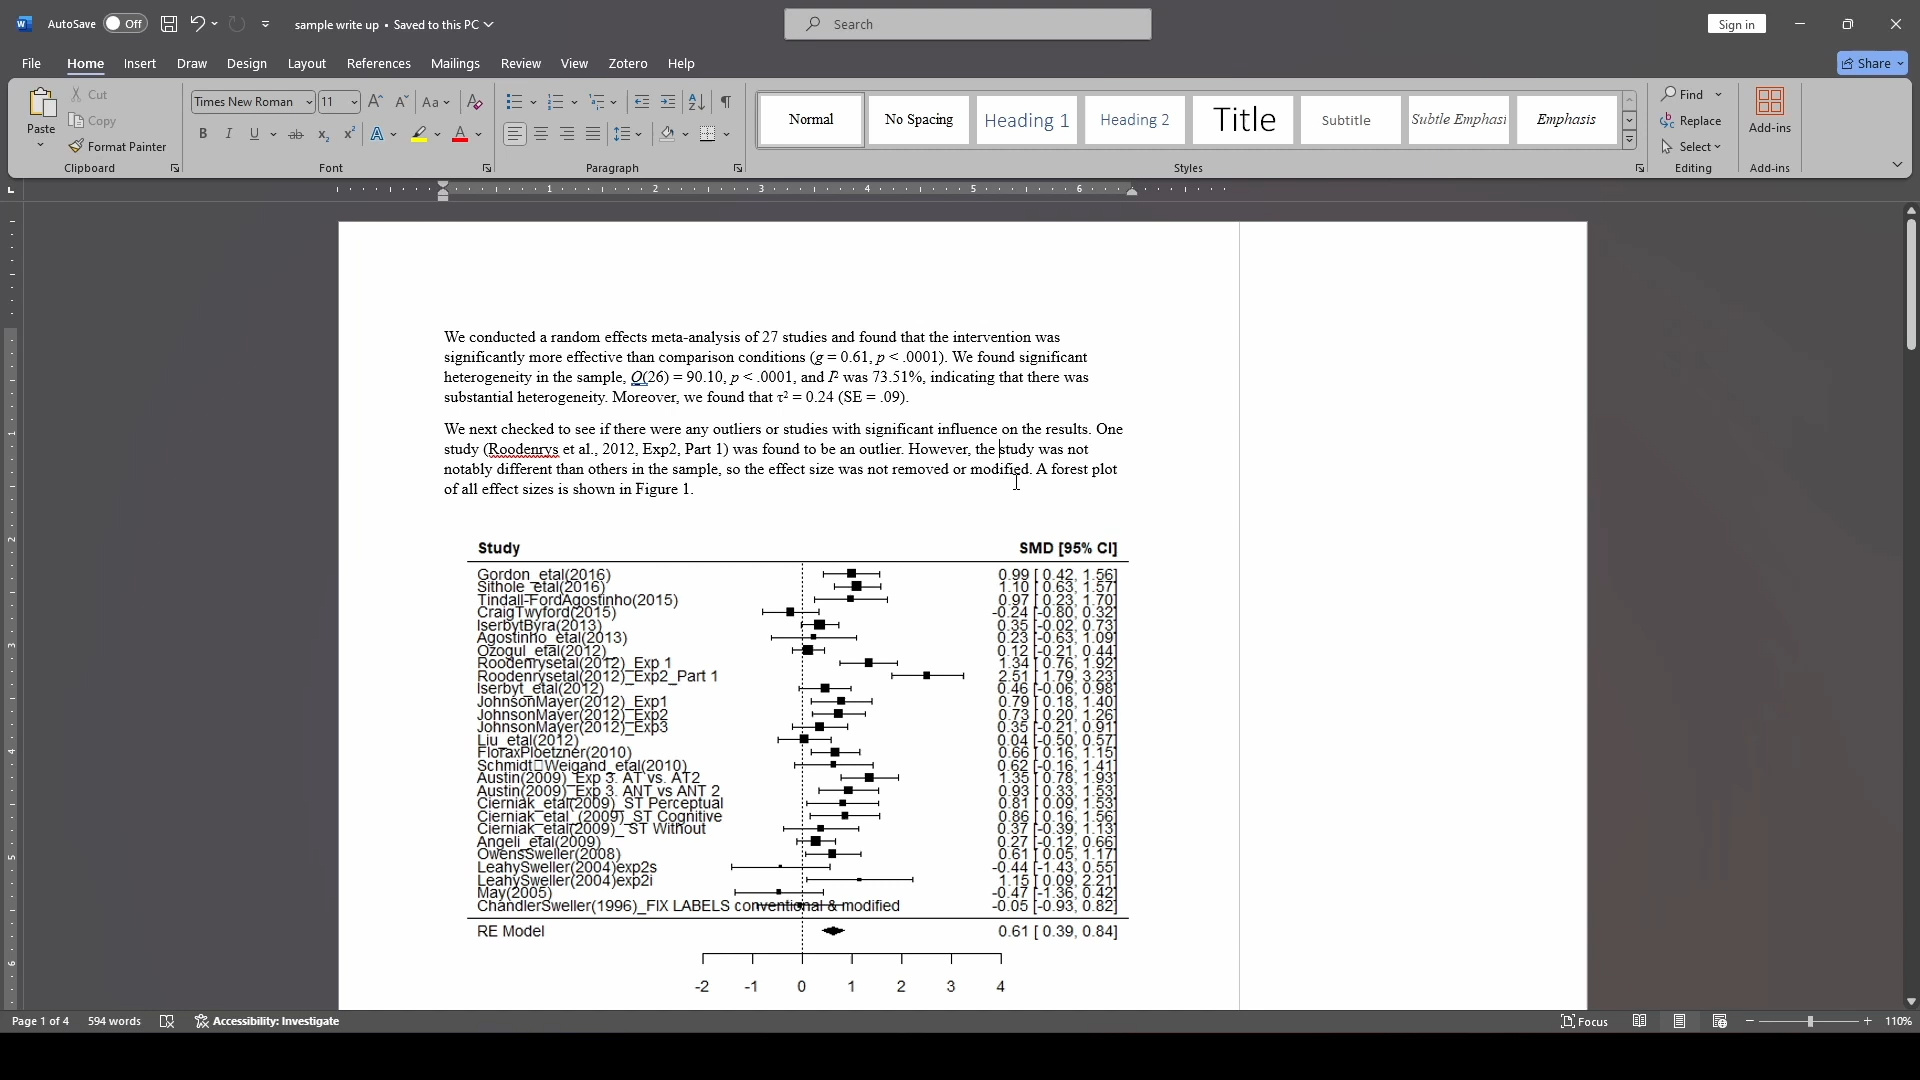 AutoSave Off sample write up • Saved to this PC Search Sign in
File Home Insert Draw Design Layout References Mailings Review View Zotero Help Share
Paste Cut Copy Format Painter Clipboard
Times New Roman 11 Font
Paragraph
Normal No Spacing Heading 1 Heading 2 Title Subtitle Subtle Emphasi Emphasis Styles
Find Replace Select Editing
Add-ins Add-ins
1 2 3 4 5 6
We conducted a random effects meta-analysis of 27 studies and found that the intervention was
significantly more effective than comparison conditions (g = 0.61, p < .0001). We found significant
heterogeneity in the sample, Q(26) = 90.10, p < .0001, and I² was 73.51%, indicating that there was
substantial heterogeneity. Moreover, we found that τ² = 0.24 (SE = .09).
We next checked to see if there were any outliers or studies with significant influence on the results. One
study (Roodenrys et al., 2012, Exp2, Part 1) was found to be an outlier. However, the study was not
notably different than others in the sample, so the effect size was not removed or modified. A forest plot
of all effect sizes is shown in Figure 1.
Study SMD [95% CI]
Gordon_etal(2016) 0.99 [ 0.42, 1.56]
Sithole_etal(2016) 1.10 [ 0.63, 1.57]
Tindall-FordAgostinho(2015) 0.97 [ 0.23, 1.70]
CraigTwyford(2015) -0.24 [-0.80, 0.32]
IserbytByra(2013) 0.35 [-0.02, 0.73]
Agostinho_etal(2013) 0.23 [-0.63, 1.09]
Ozogul_etal(2012)_ 0.12 [-0.21, 0.44]
Roodenrysetal(2012)_Exp 1 1.34 [ 0.76, 1.92]
Roodenrysetal(2012)_Exp2_Part 1 2.51 [ 1.79, 3.23]
Iserbyt_etal(2012) 0.46 [-0.06, 0.98]
JohnsonMayer(2012)_Exp1 0.79 [ 0.18, 1.40]
JohnsonMayer(2012)_Exp2 0.73 [ 0.20, 1.26]
JohnsonMayer(2012)_Exp3 0.35 [-0.21, 0.91]
Liu_etal(2012) 0.04 [-0.50, 0.57]
FloraxPloetzner(2010) 0.66 [ 0.16, 1.15]
Schmidt□Weigand_etal(2010) 0.62 [-0.16, 1.41]
Austin(2009)_Exp 3. AT vs. AT2 1.35 [ 0.78, 1.93]
Austin(2009)_Exp 3. ANT vs ANT 2 0.93 [ 0.33, 1.53]
Cierniak_etal(2009)_ST Perceptual 0.81 [ 0.09, 1.53]
Cierniak_etal_(2009)_ST Cognitive 0.86 [ 0.16, 1.56]
Cierniak_etal(2009)_ ST Without 0.37 [-0.39, 1.13]
Angeli_etal(2009) 0.27 [-0.12, 0.66]
OwensSweller(2008) 0.61 [ 0.05, 1.17]
LeahySweller(2004)exp2s -0.44 [-1.43, 0.55]
LeahySweller(2004)exp2i 1.15 [ 0.09, 2.21]
May(2005) -0.47 [-1.36, 0.42]
ChandlerSweller(1996)_FIX LABELS conventional & modified -0.05 [-0.93, 0.82]
RE Model 0.61 [ 0.39, 0.84]
-2 -1 0 1 2 3 4
Page 1 of 4 594 words Accessibility: Investigate Focus 110%